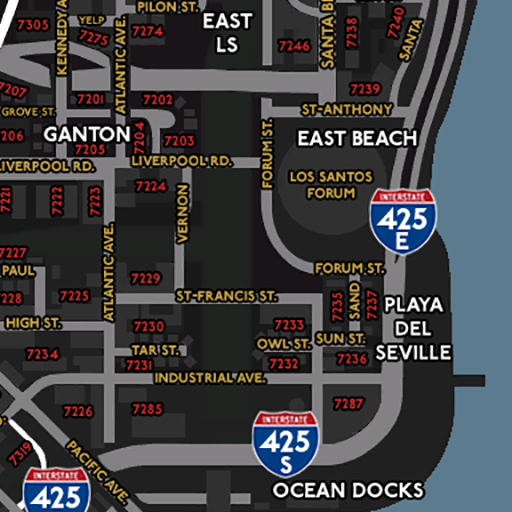 PILON ST.
7305
KENNEDY A
YELP
7275
ATLANTIC AVE.
7274
EAST
LS
7246
SANTA B
7238
7240
SANTA
7207
7201
7202
7239
GROVE ST.
ST-ANTHONY
206
GANTON
7205
7204
7203
FORUM ST.
EAST BEACH
LIVERPOOL RD.
LIVERPOOL RD.
7224
LOS SANTOS
FORUM
7221
7222
7223
VERNON
INTERSTATE
425
E
ATLANTIC AVE.
7227
PAUL
7229
FORUM ST.
228
7225
ST-FRANCIS ST.
7235
SAND
7237
PLAYA
DEL
SEVILLE
HIGH ST.
7230
7233
OWL ST.
SUN ST.
7234
TAR ST.
7231
7232
7236
INDUSTRIAL AVE.
7226
7285
7287
INTERSTATE
425
S
7319
PACIFIC AVE.
INTERSTATE
425
OCEAN DOCKS